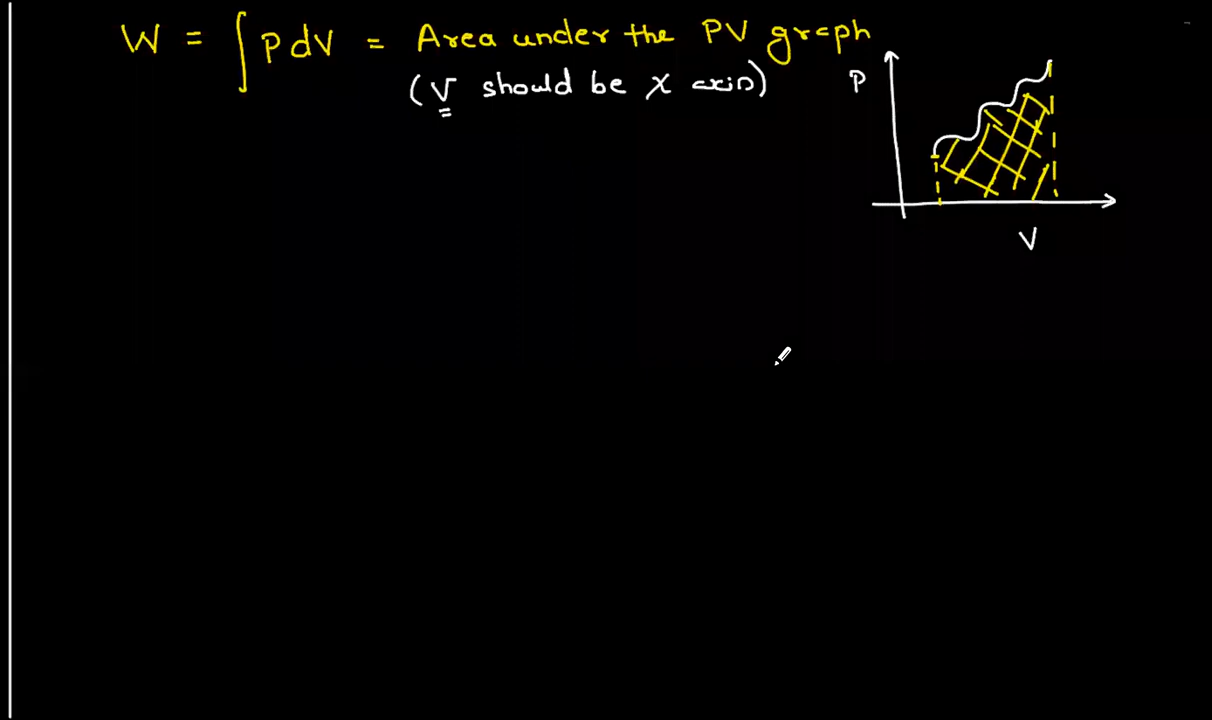 W = ∫ P dV = Area under the PV graph
(V should be X axis)
P
V